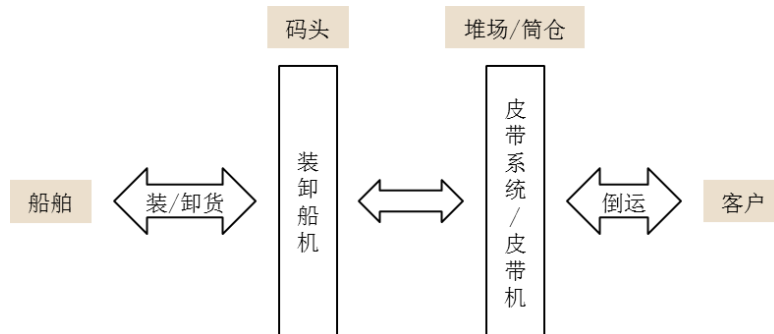 码头
堆场/筒仓
船舶
装/卸货
装卸船机
皮带系统/皮带机
倒运
客户